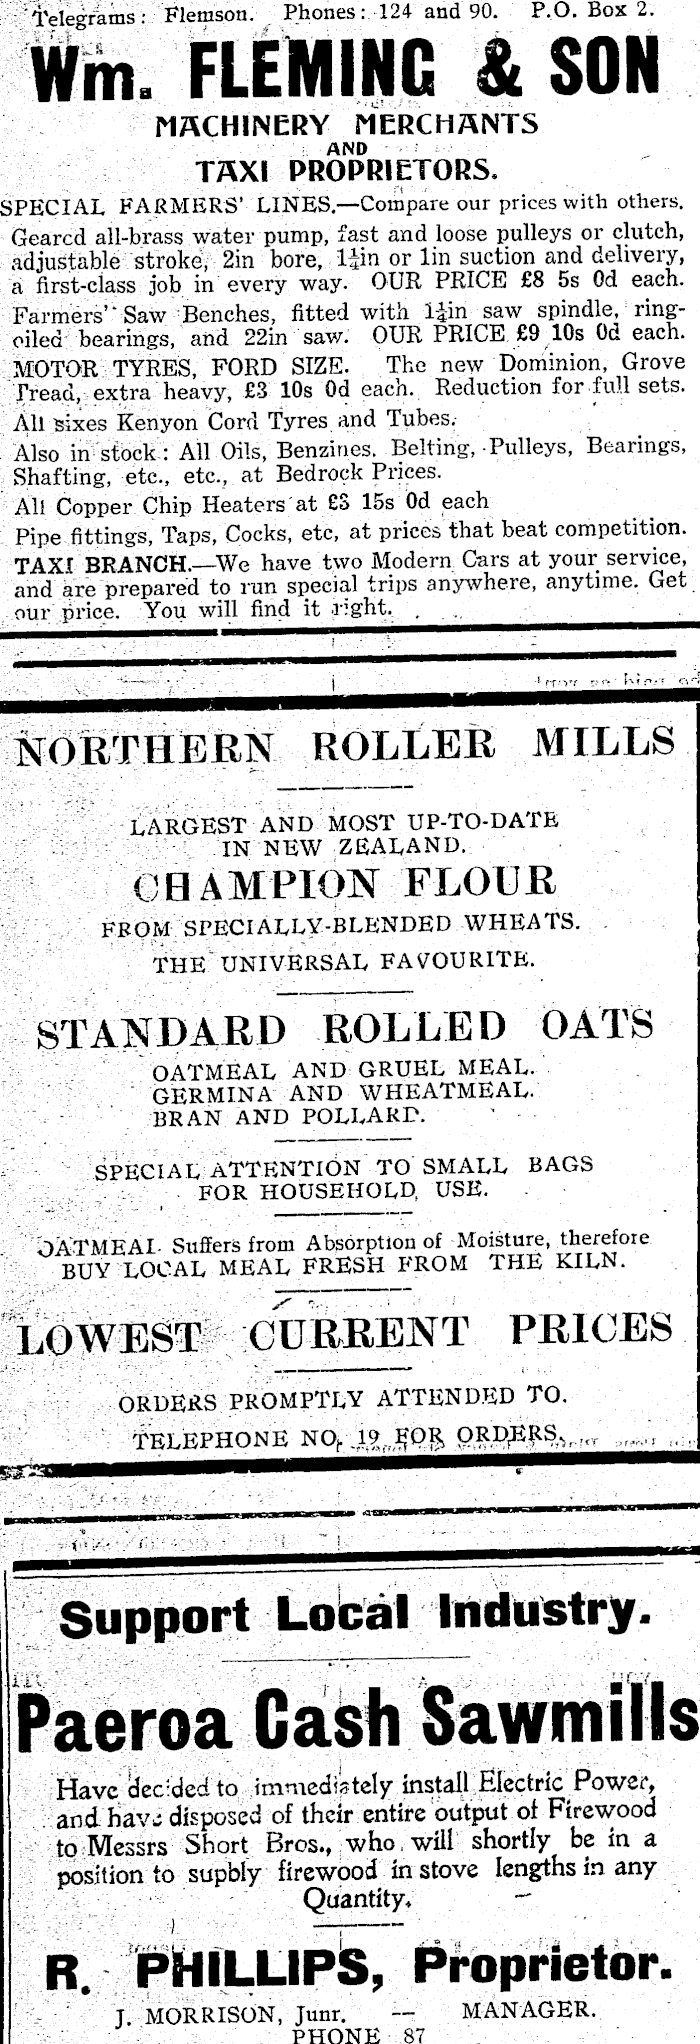 Telegrams: Flemson. Phones: 124 and 90. P.O. Box 2.
Wm. FLEMING & SON
MACHINERY MERCHANTS
AND
TAXI PROPRIETORS.
SPECIAL FARMERS' LINES.—Compare our prices with others.
Geared all-brass water pump, fast and loose pulleys or clutch,
adjustable stroke, 2in bore, 1¼in or 1in suction and delivery,
a first-class job in every way. OUR PRICE £8 5s 0d each.
Farmers' Saw Benches, fitted with 1¼in saw spindle, ring-
oiled bearings, and 22in saw. OUR PRICE £9 10s 0d each.
MOTOR TYRES, FORD SIZE. The new Dominion, Grove
Tread, extra heavy, £3 10s 0d each. Reduction for full sets.
All sixes Kenyon Cord Tyres and Tubes.
Also in stock: All Oils, Benzines, Belting, Pulleys, Bearings,
Shafting, etc., etc., at Bedrock Prices.
All Copper Chip Heaters at £3 15s 0d each
Pipe fittings, Taps, Cocks, etc, at prices that beat competition.
TAXI BRANCH.—We have two Modern Cars at your service,
and are prepared to run special trips anywhere, anytime. Get
our price. You will find it right.
NORTHERN ROLLER MILLS
LARGEST AND MOST UP-TO-DATE
IN NEW ZEALAND.
CHAMPION FLOUR
FROM SPECIALLY-BLENDED WHEATS.
THE UNIVERSAL FAVOURITE.
STANDARD ROLLED OATS
OATMEAL AND GRUEL MEAL.
GERMINA AND WHEATMEAL.
BRAN AND POLLARD.
SPECIAL ATTENTION TO SMALL BAGS
FOR HOUSEHOLD USE.
OATMEAL Suffers from Absorption of Moisture, therefore
BUY LOCAL MEAL FRESH FROM THE KILN.
LOWEST CURRENT PRICES
ORDERS PROMPTLY ATTENDED TO.
TELEPHONE NO. 19 FOR ORDERS.
Support Local Industry.
Paeroa Cash Sawmills
Have decided to immediately install Electric Power,
and have disposed of their entire output of Firewood
to Messrs Short Bros., who will shortly be in a
position to supbly firewood in stove lengths in any
Quantity.
R. PHILLIPS, Proprietor.
J. MORRISON, Junr. — MANAGER.
PHONE 87